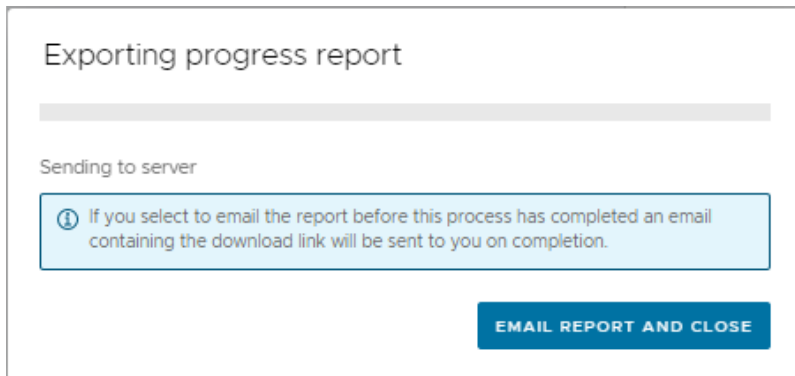 Exporting progress report
Sending to server
If you select to email the report before this process has completed an email
containing the download link will be sent to you on completion.
EMAIL REPORT AND CLOSE